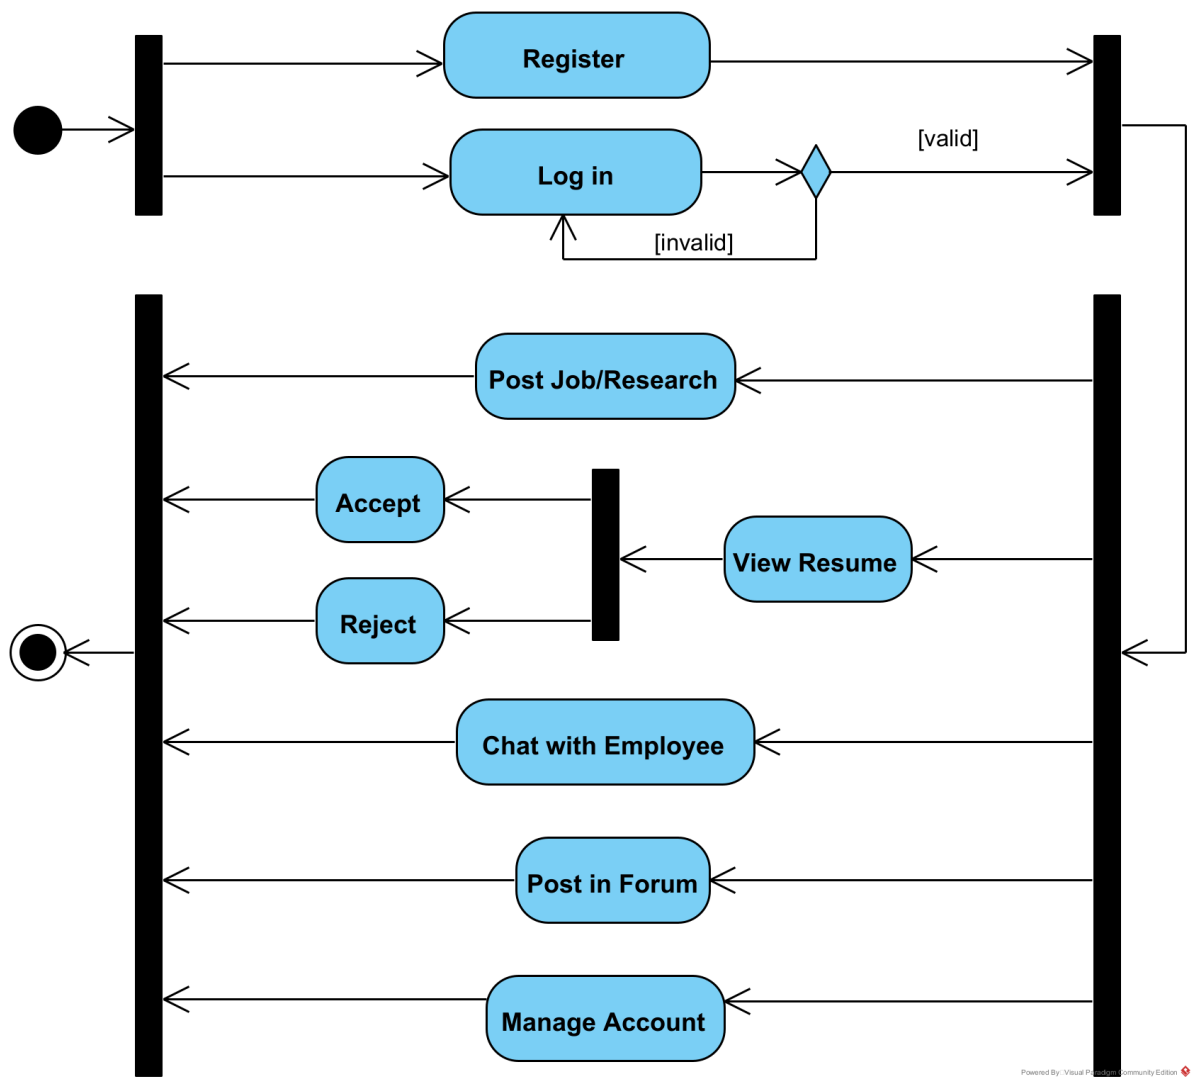 Register
Log in
[valid]
[invalid]
Post Job/Research
Accept
View Resume
Reject
Chat with Employee
Post in Forum
Manage Account
Powered By: Visual Paradigm Community Edition